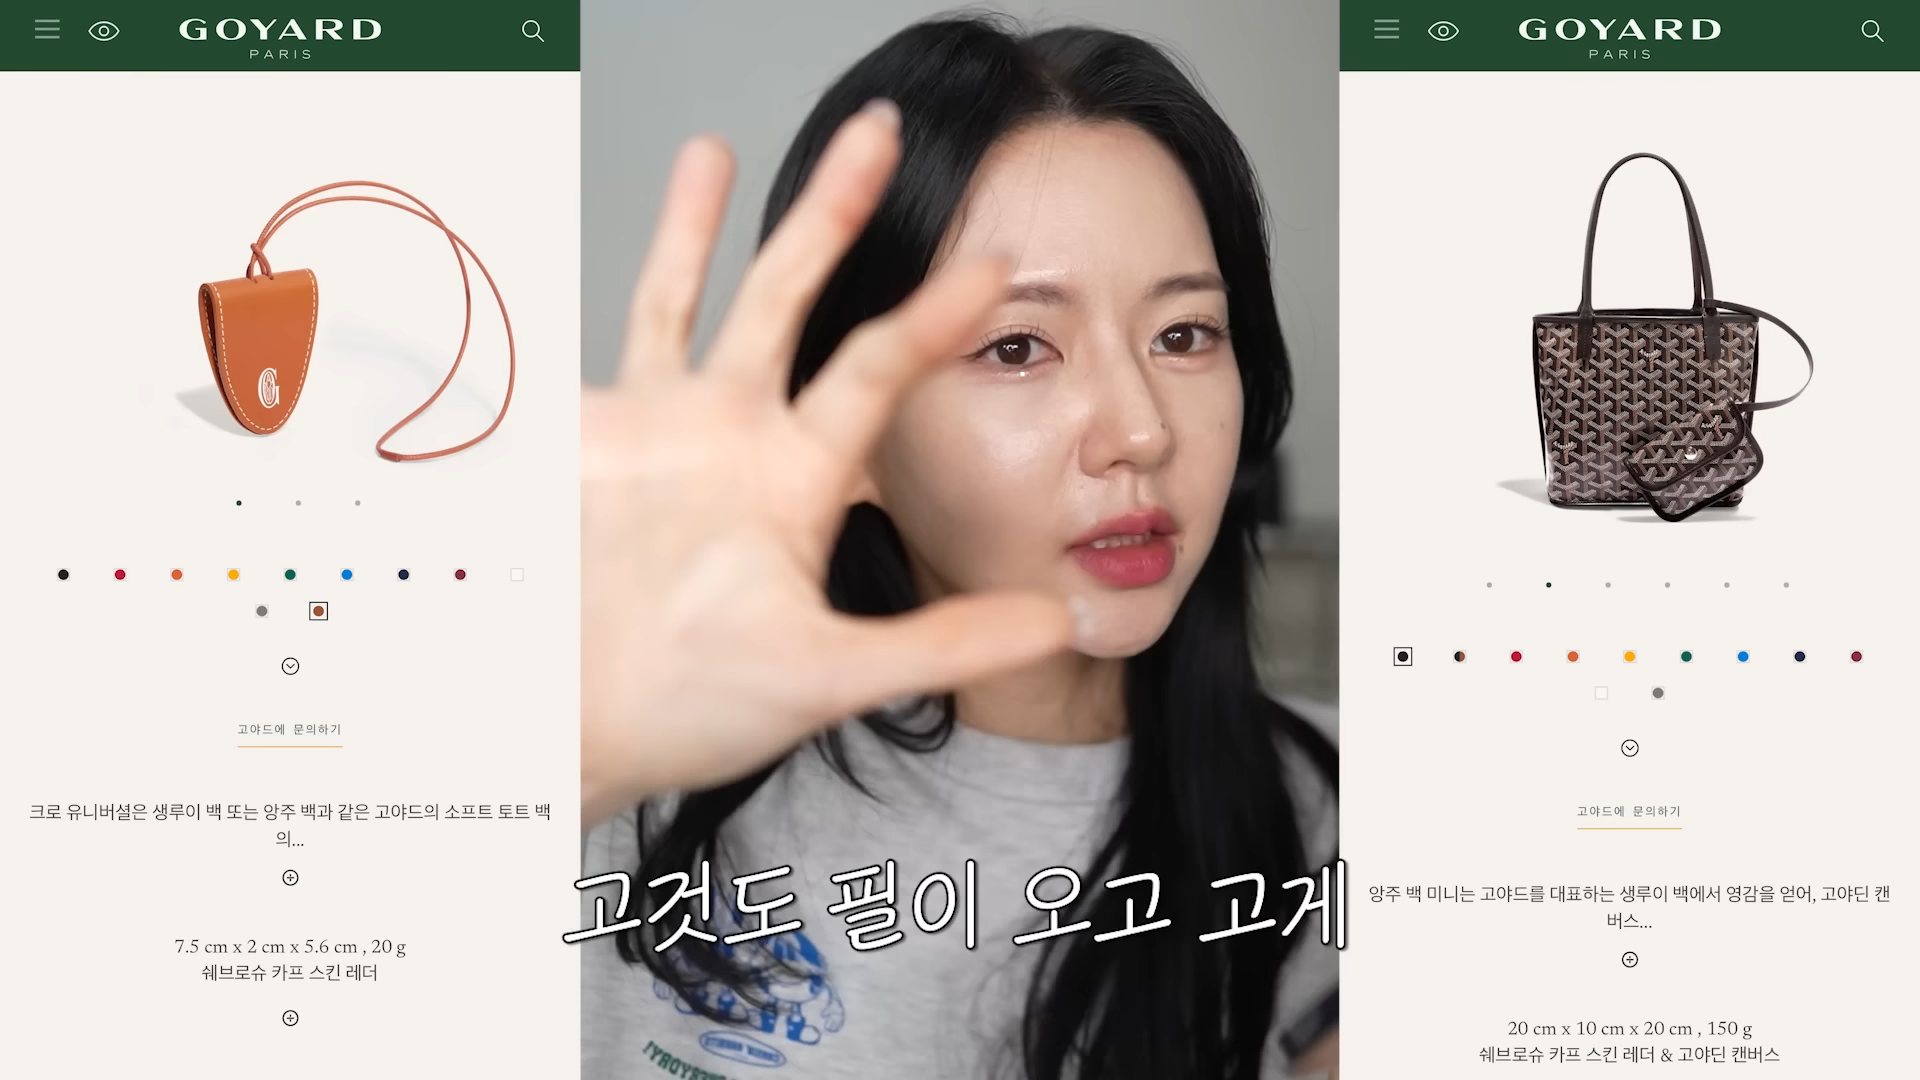 GOYARD
PARIS
고야드에 문의하기
크로 유니버셜은 생루이 백 또는 앙주 백과 같은 고야드의 소프트 토트 백
의...
7.5 cm x 2 cm x 5.6 cm , 20 g
쉐브로슈 카프 스킨 레더
고것도 필이 오고 고게
GOYARD
PARIS
고야드에 문의하기
앙주 백 미니는 고야드를 대표하는 생루이 백에서 영감을 얻어, 고야딘 캔
버스...
20 cm x 10 cm x 20 cm , 150 g
쉐브로슈 카프 스킨 레더 & 고야딘 캔버스